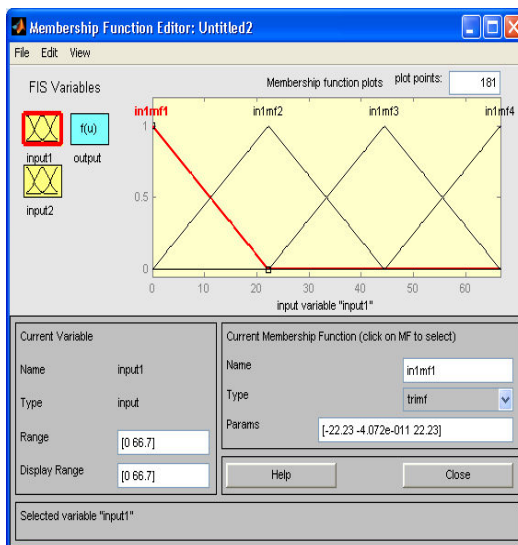 Membership Function Editor: Untitled2
File Edit View
FIS Variables
Membership function plots plot points: 181
f(u)
input1 output
input2
in1mf1 in1mf2 in1mf3 in1mf4
1
0.5
0
0 10 20 30 40 50 60
input variable "input1"
Current Variable
Name input1
Type input
Range [0 66.7]
Display Range [0 66.7]
Current Membership Function (click on MF to select)
Name in1mf1
Type trimf
Params [-22.23 -4.072e-011 22.23]
Help Close
Selected variable "input1"